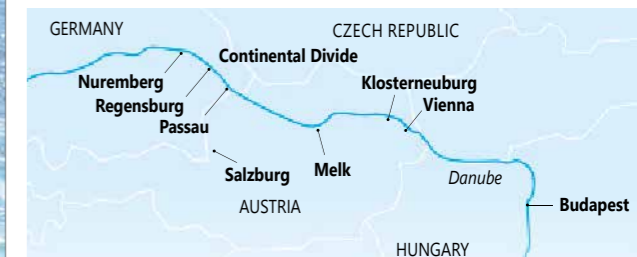 GERMANY
CZECH REPUBLIC
Continental Divide
Nuremberg
Klosterneuburg
Regensburg
Vienna
Passau
Salzburg
Melk
Danube
AUSTRIA
Budapest
HUNGARY